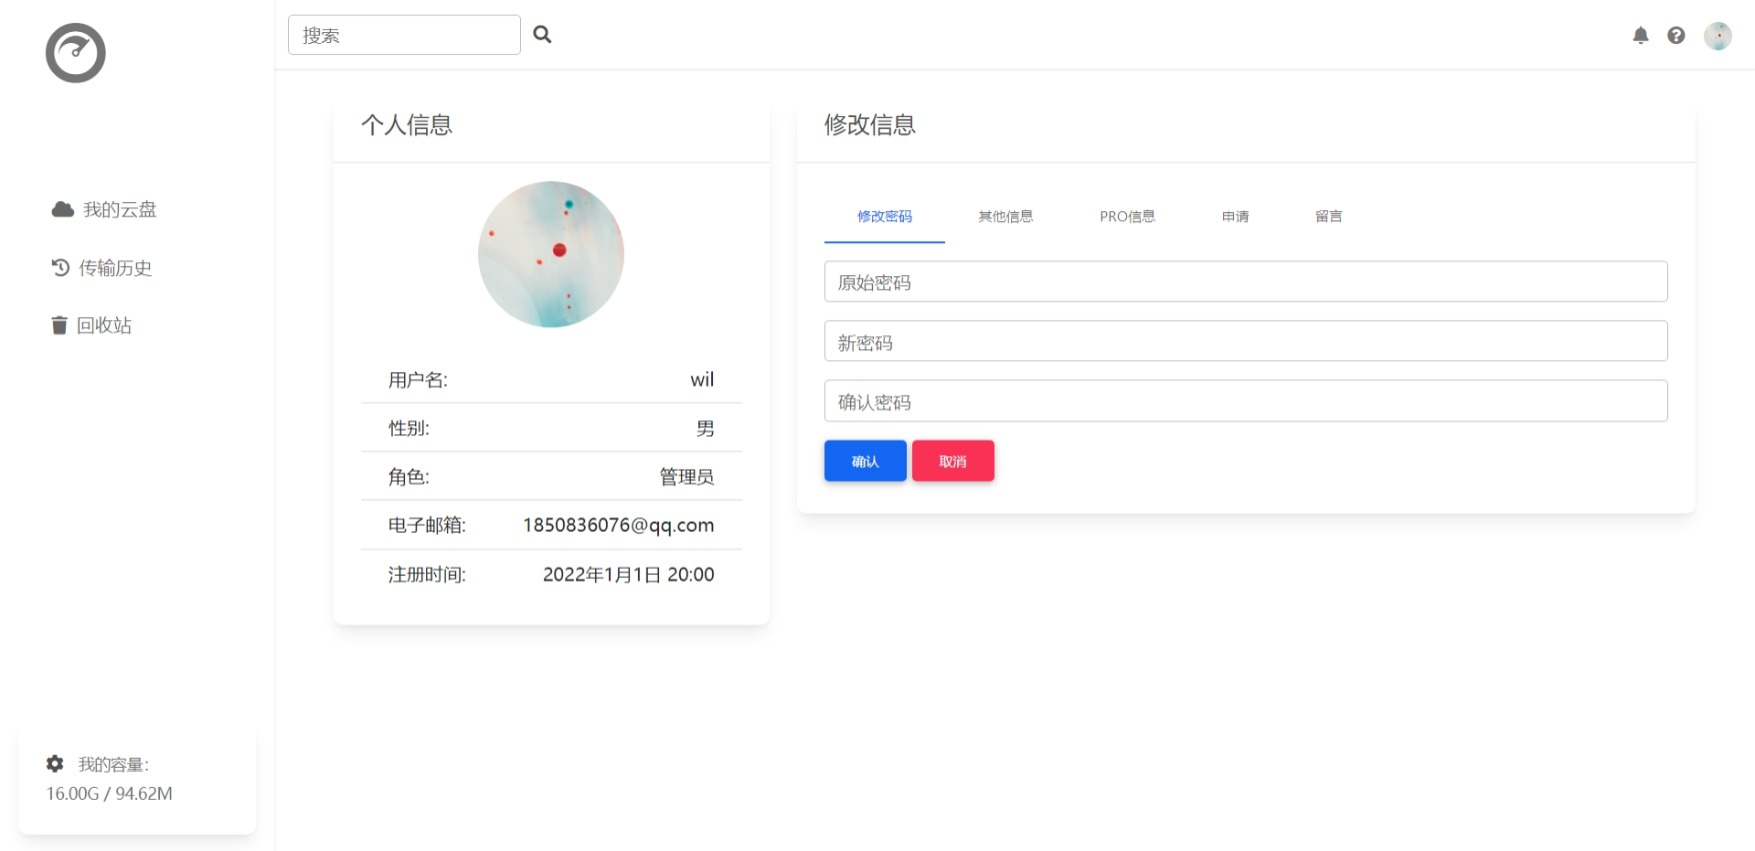 搜索
我的云盘
传输历史
回收站
我的容量:
16.00G / 94.62M
个人信息
用户名: wil
性别: 男
角色: 管理员
电子邮箱: 1850836076@qq.com
注册时间: 2022年1月1日 20:00
修改信息
修改密码 其他信息 PRO信息 申请 留言
原始密码
新密码
确认密码
确认 取消